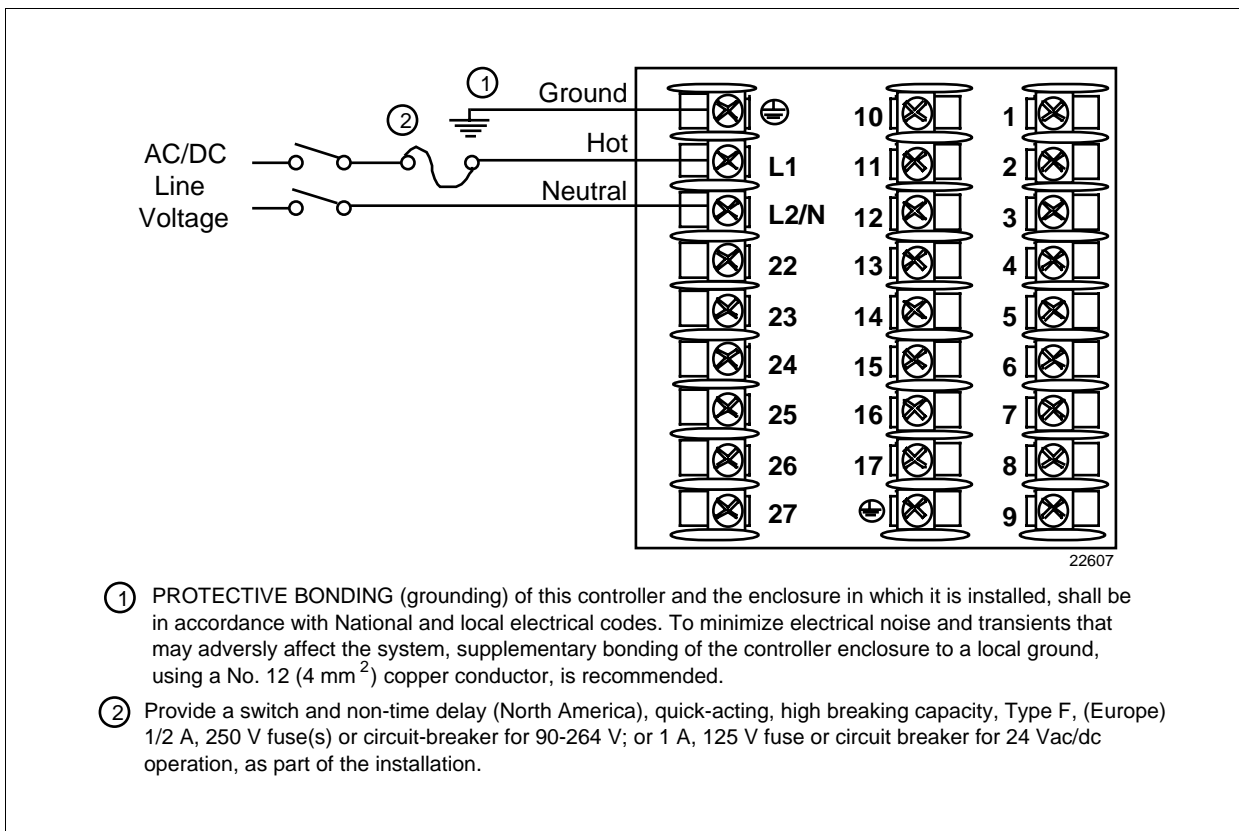 ① Ground
② Hot
AC/DC
Line
Voltage
Neutral
L1
L2/N
22
23
24
25
26
27
10
11
12
13
14
15
16
17
1
2
3
4
5
6
7
8
9
22607
① PROTECTIVE BONDING (grounding) of this controller and the enclosure in which it is installed, shall be
in accordance with National and local electrical codes. To minimize electrical noise and transients that
may adversly affect the system, supplementary bonding of the controller enclosure to a local ground,
using a No. 12 (4 mm²) copper conductor, is recommended.
② Provide a switch and non-time delay (North America), quick-acting, high breaking capacity, Type F, (Europe)
1/2 A, 250 V fuse(s) or circuit-breaker for 90-264 V; or 1 A, 125 V fuse or circuit breaker for 24 Vac/dc
operation, as part of the installation.